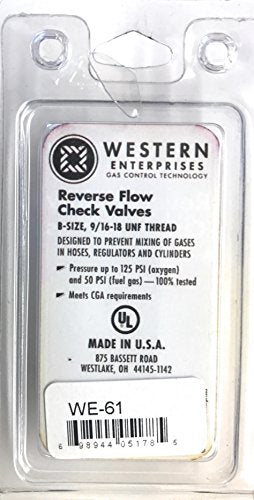 WESTERN
ENTERPRISES
GAS CONTROL TECHNOLOGY
Reverse Flow
Check Valves
B-SIZE, 9/16-18 UNF THREAD
DESIGNED TO PREVENT MIXING OF GASES
IN HOSES, REGULATORS AND CYLINDERS
Pressure up to 125 PSI (oxygen)
and 50 PSI (fuel gas)—100% tested
Meets CGA requirements
UL
MADE IN U.S.A.
875 BASSETT ROAD
WESTLAKE, OH 44145-1142
WE-61
6 98944 05178 5